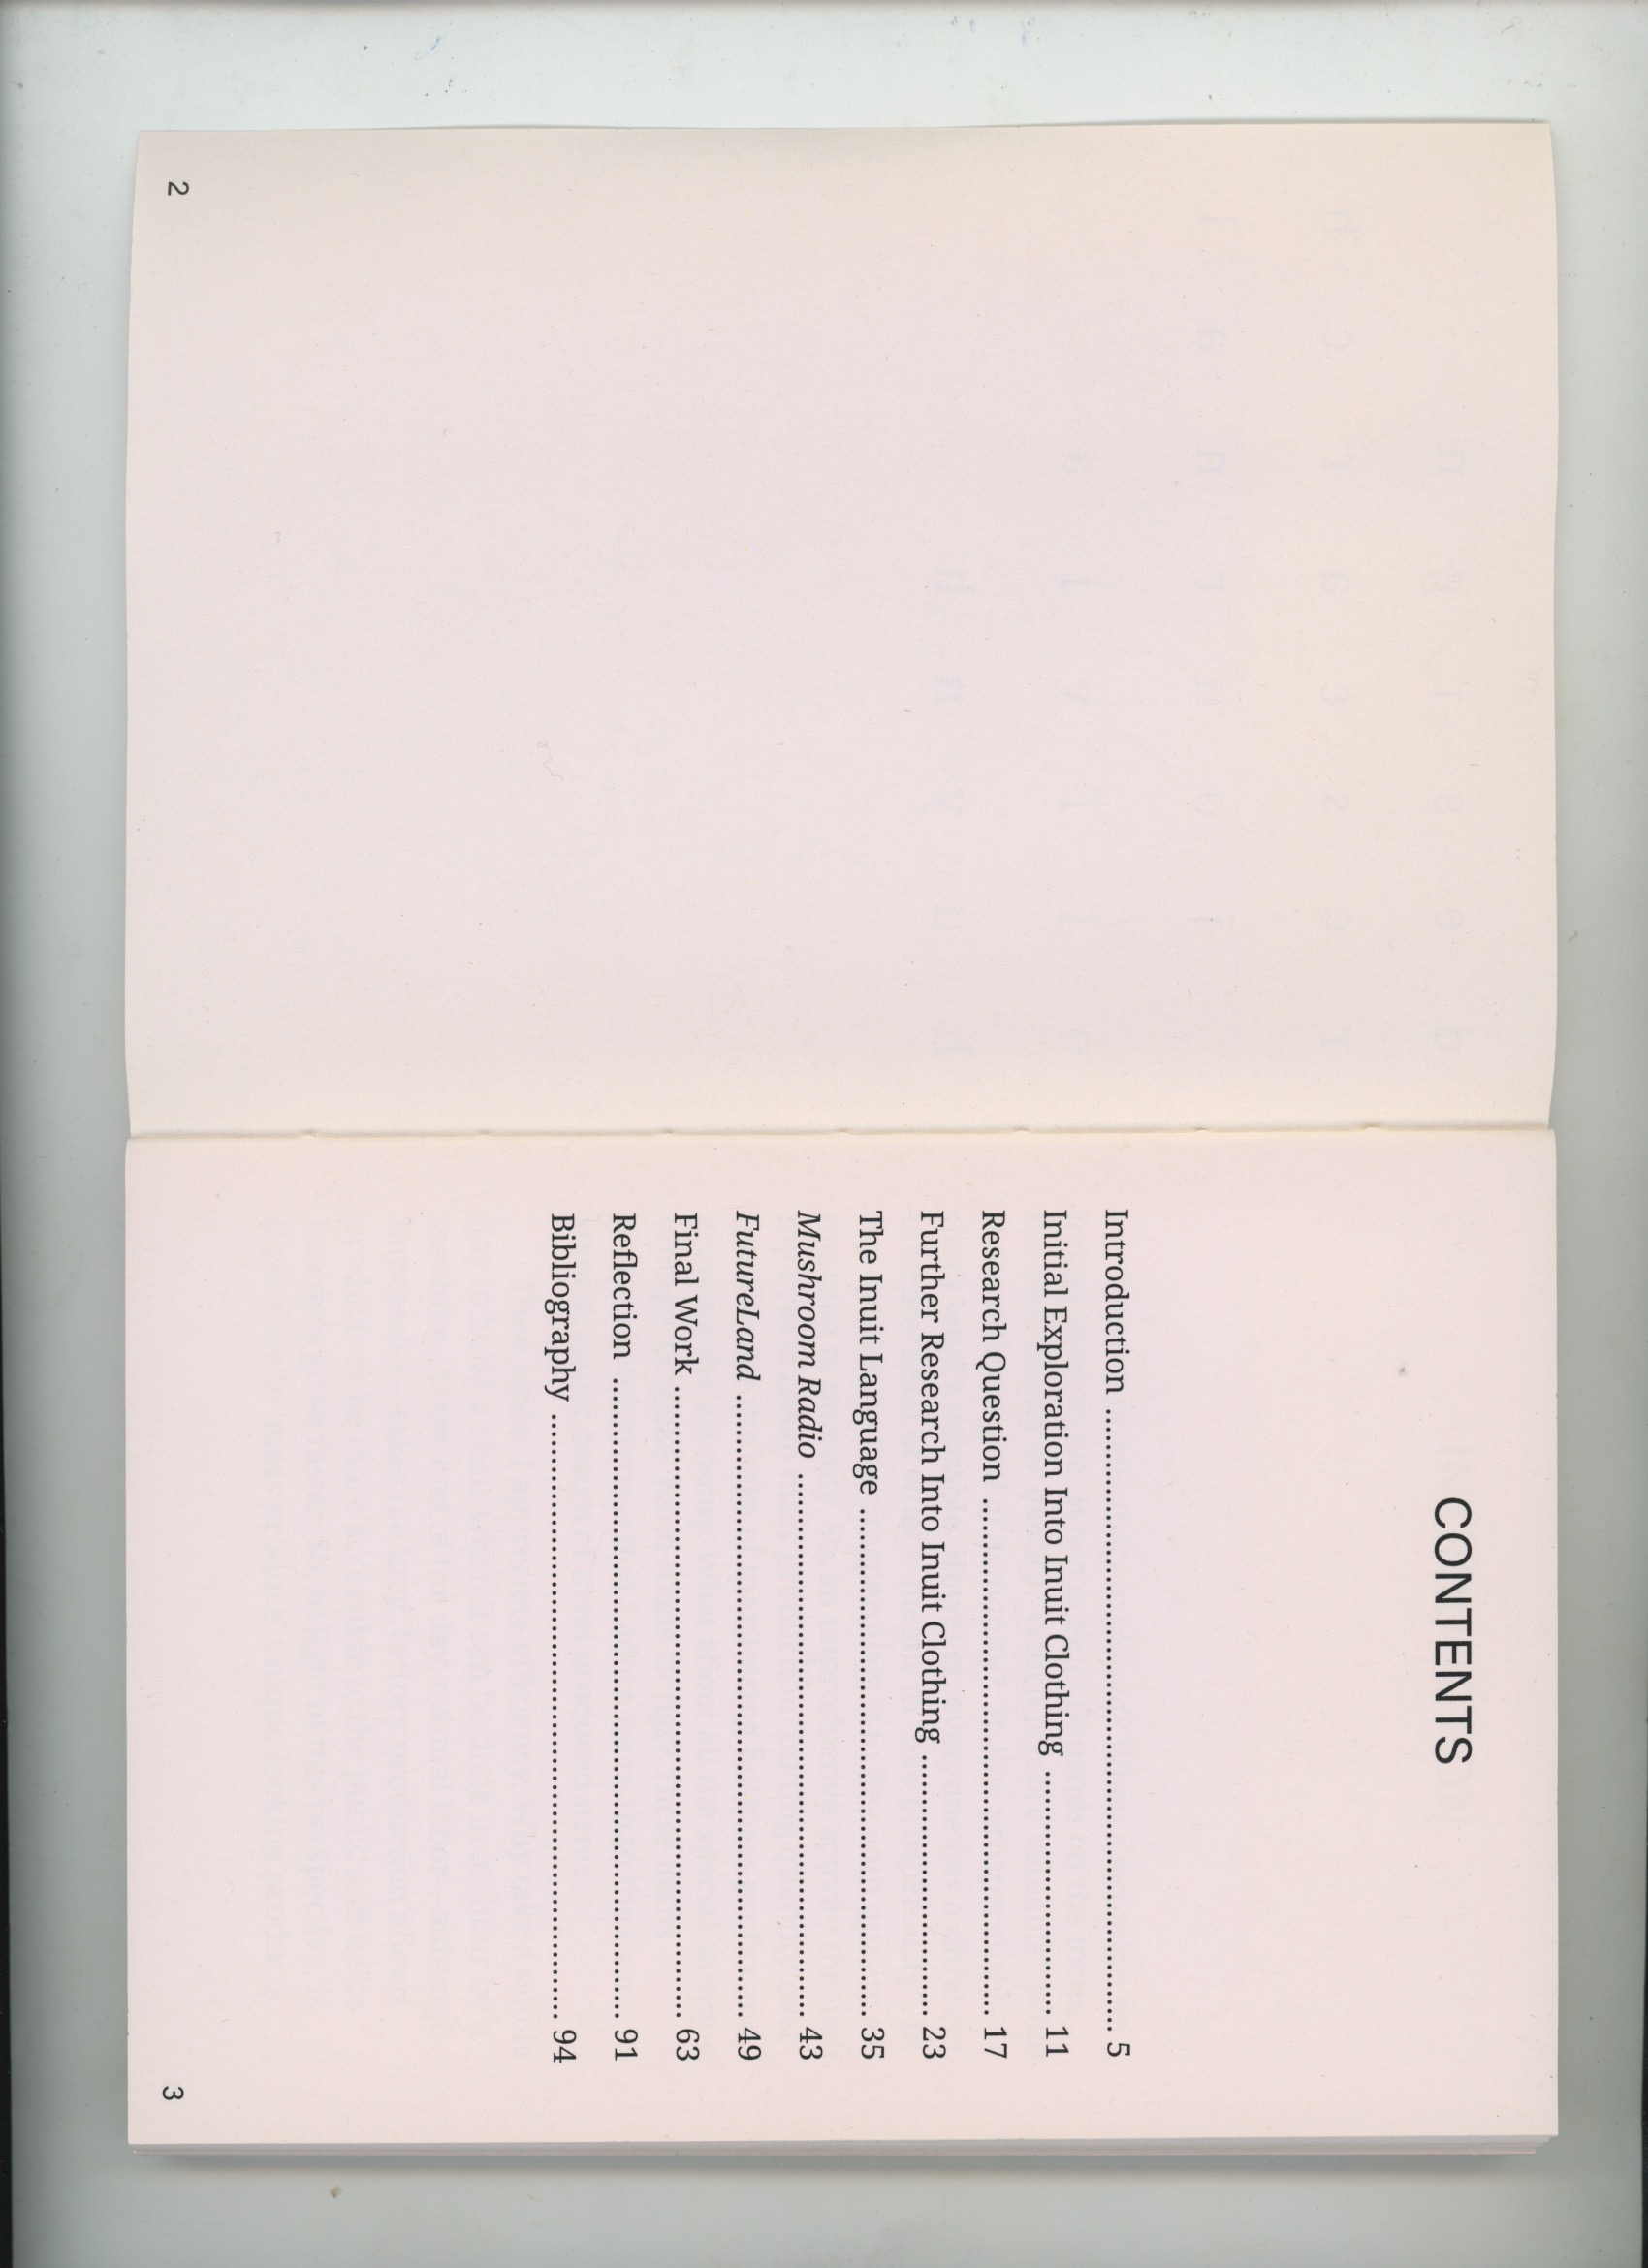 CONTENTS
Introduction ........ 5
Initial Exploration Into Inuit Clothing ........ 11
Research Question ........ 17
Further Research Into Inuit Clothing ........ 23
The Inuit Language ........ 35
Mushroom Radio ........ 43
FutureLand ........ 49
Final Work ........ 63
Reflection ........ 91
Bibliography ........ 94
2
3